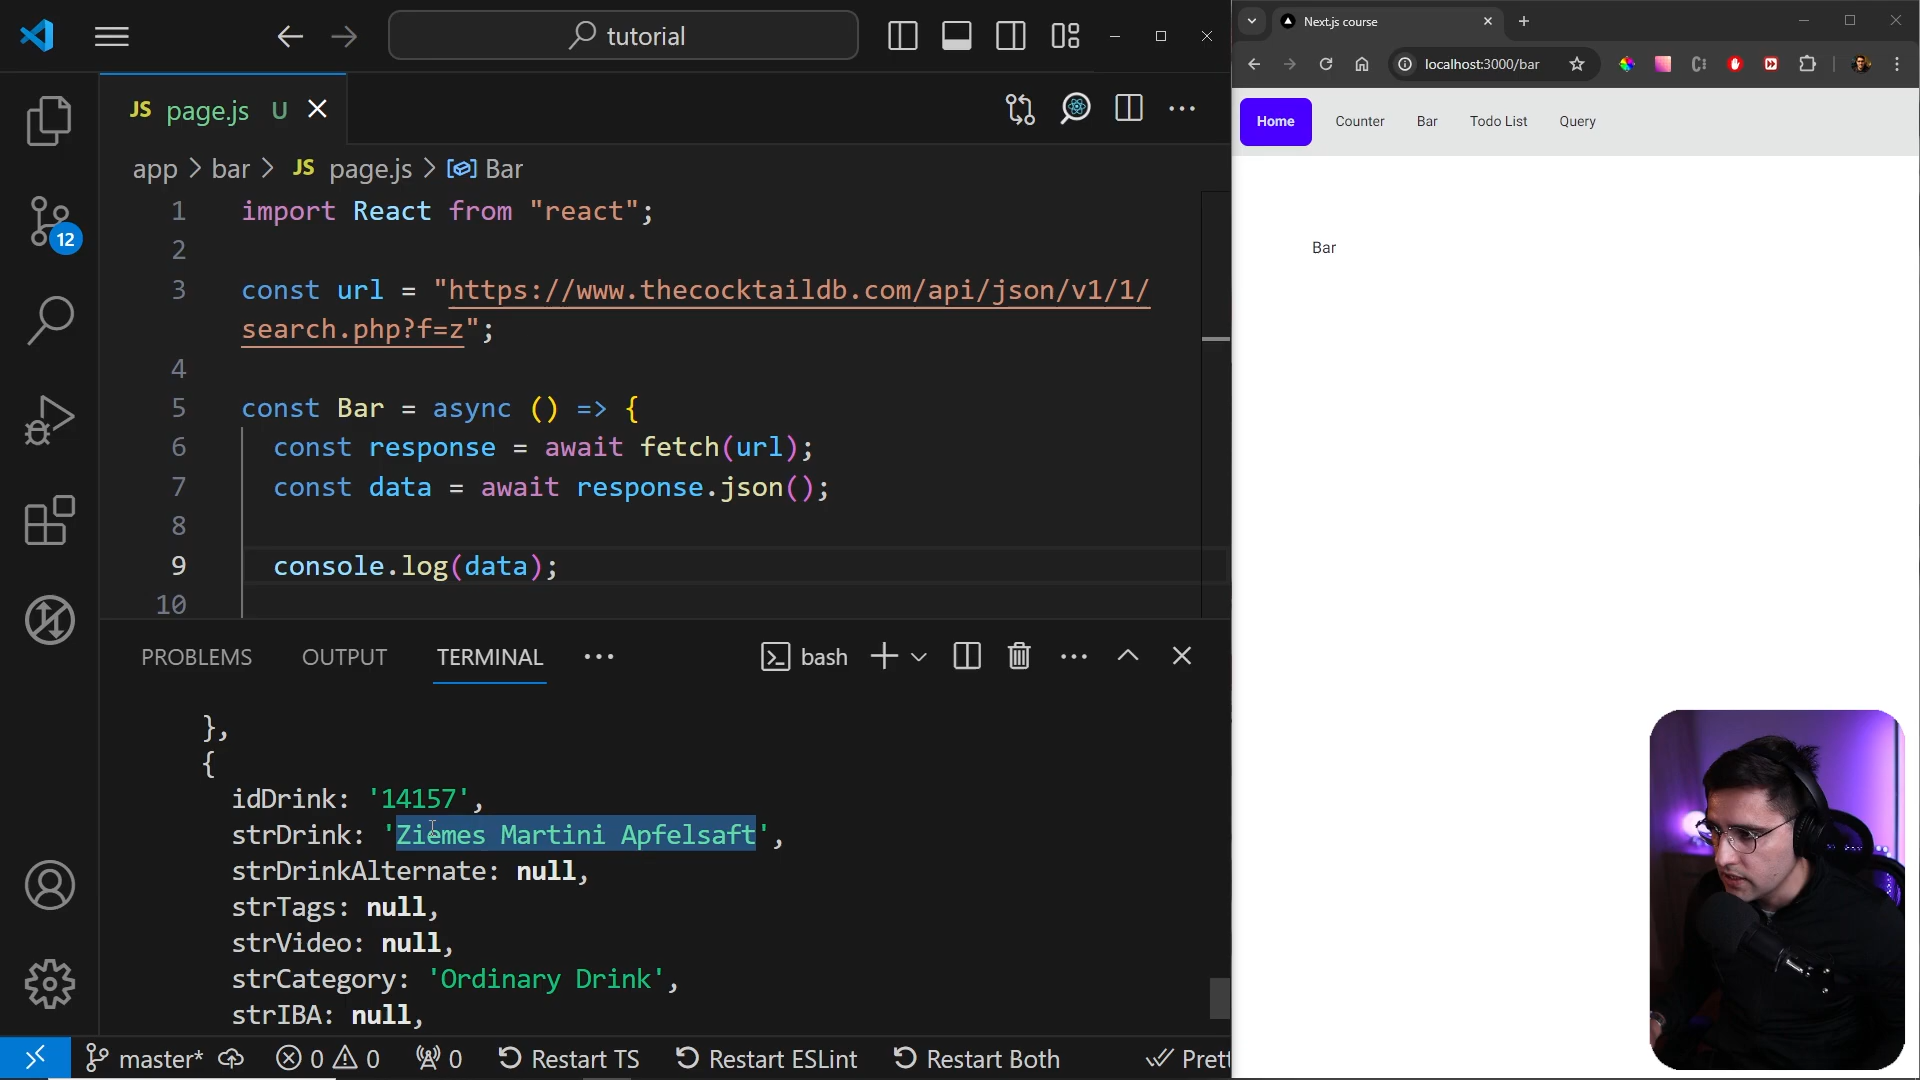 tutorial
JS page.js U
app > bar > JS page.js > Bar
1 import React from "react";
2
3 const url = "https://www.thecocktaildb.com/api/json/v1/1/
search.php?f=z";
4
5 const Bar = async () => {
6 const response = await fetch(url);
7 const data = await response.json();
8
9 console.log(data);
10
12
PROBLEMS OUTPUT TERMINAL ... bash
},
{
idDrink: '14157',
strDrink: 'Ziemes Martini Apfelsaft',
strDrinkAlternate: null,
strTags: null,
strVideo: null,
strCategory: 'Ordinary Drink',
strIBA: null,
master* 0 0 0 Restart TS Restart ESLint Restart Both Prett
Next.js course
localhost:3000/bar
Home Counter Bar Todo List Query
Bar